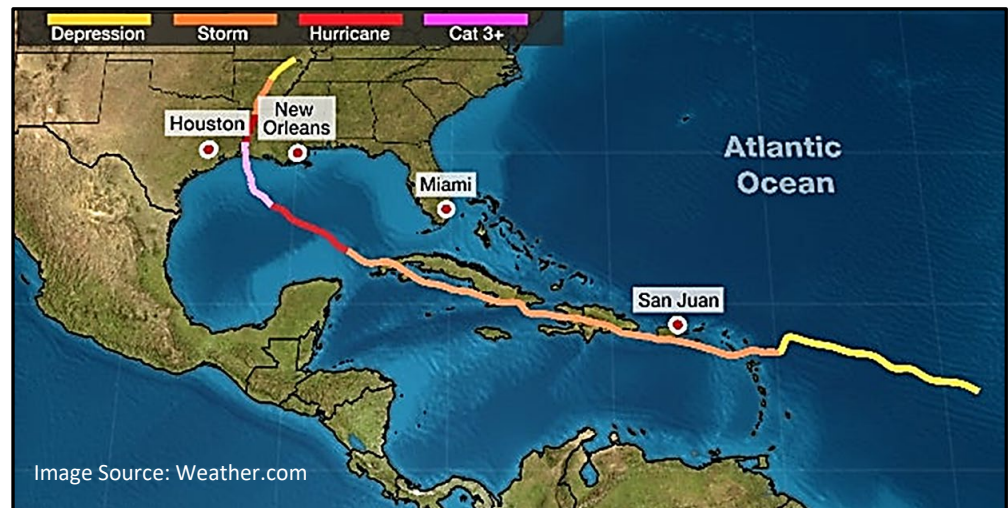 Depression Storm Hurricane Cat 3+
Houston
New
Orleans
Atlantic
Ocean
Miami
San Juan
Image Source: Weather.com